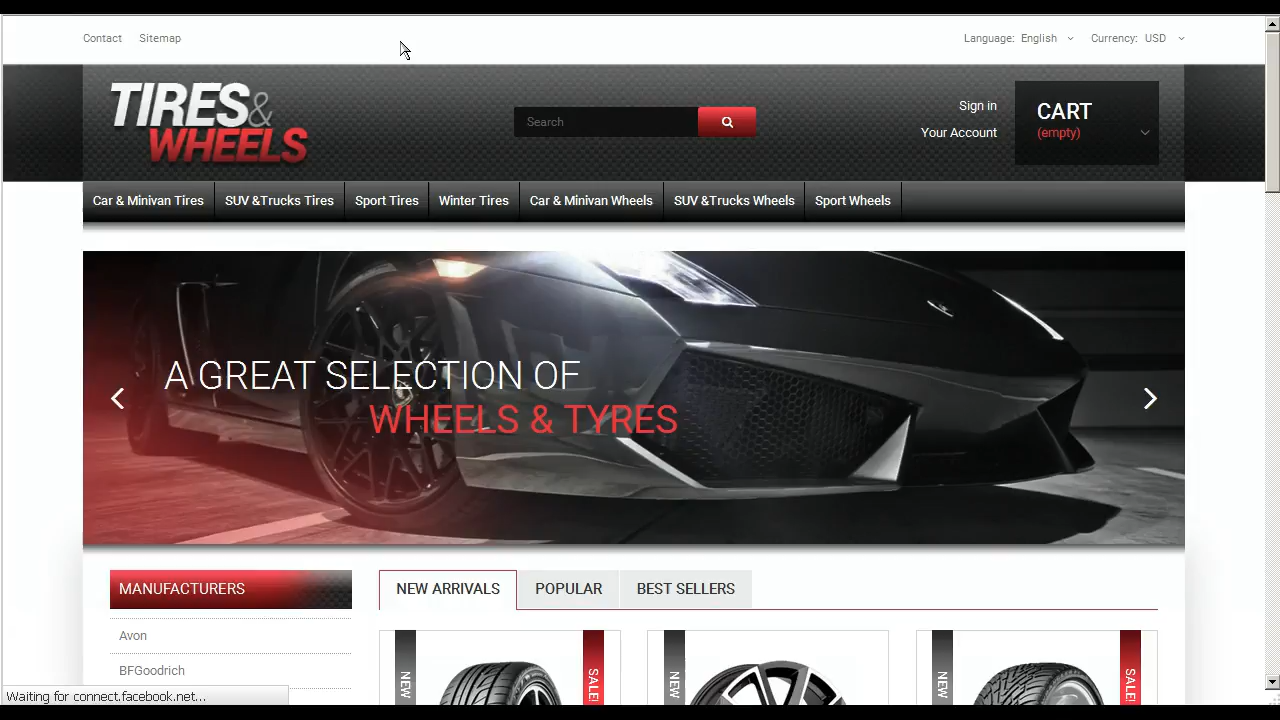 Contact Sitemap Language: English Currency: USD
TIRES&
WHEELS
Search
Sign in
Your Account
CART
(empty)
Car & Minivan Tires SUV &Trucks Tires Sport Tires Winter Tires Car & Minivan Wheels SUV &Trucks Wheels Sport Wheels
A GREAT SELECTION OF
WHEELS & TYRES
MANUFACTURERS
Avon
BFGoodrich
NEW ARRIVALS POPULAR BEST SELLERS
NEW SALE! NEW NEW SALE!
Waiting for connect.facebook.net...